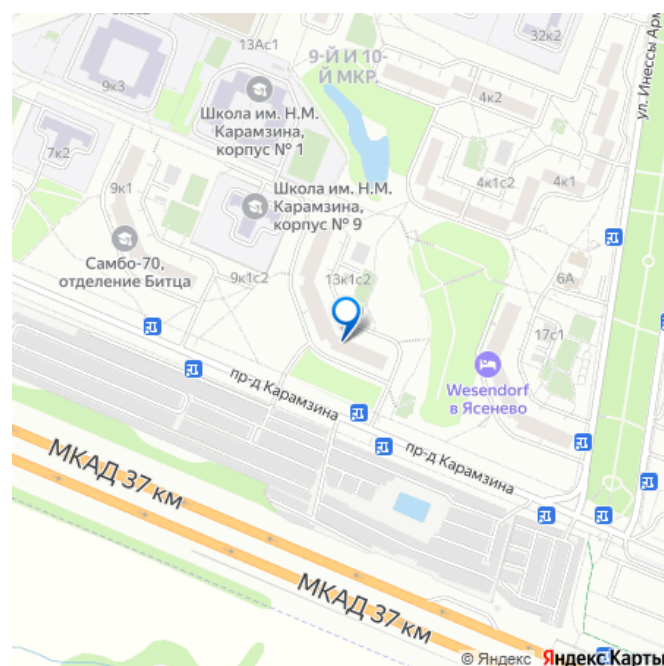 13Ас1
32к2
9-Й И 10-
Й МКР.
9к3
Школа им. Н.М.
Карамзина,
корпус № 1
4к2
ул. Инессы Арм
7к2
9к1
Школа им. Н.М.
Карамзина,
корпус № 9
4к1с2
4к1
Самбо-70,
отделение Битца
9к1с2
13к1с2
6А
17с1
Wesendorf
в Ясенево
пр-д Карамзина
пр-д Карамзина
МКАД 37 км
МКАД 37 км
© Яндекс Яндекс Карты